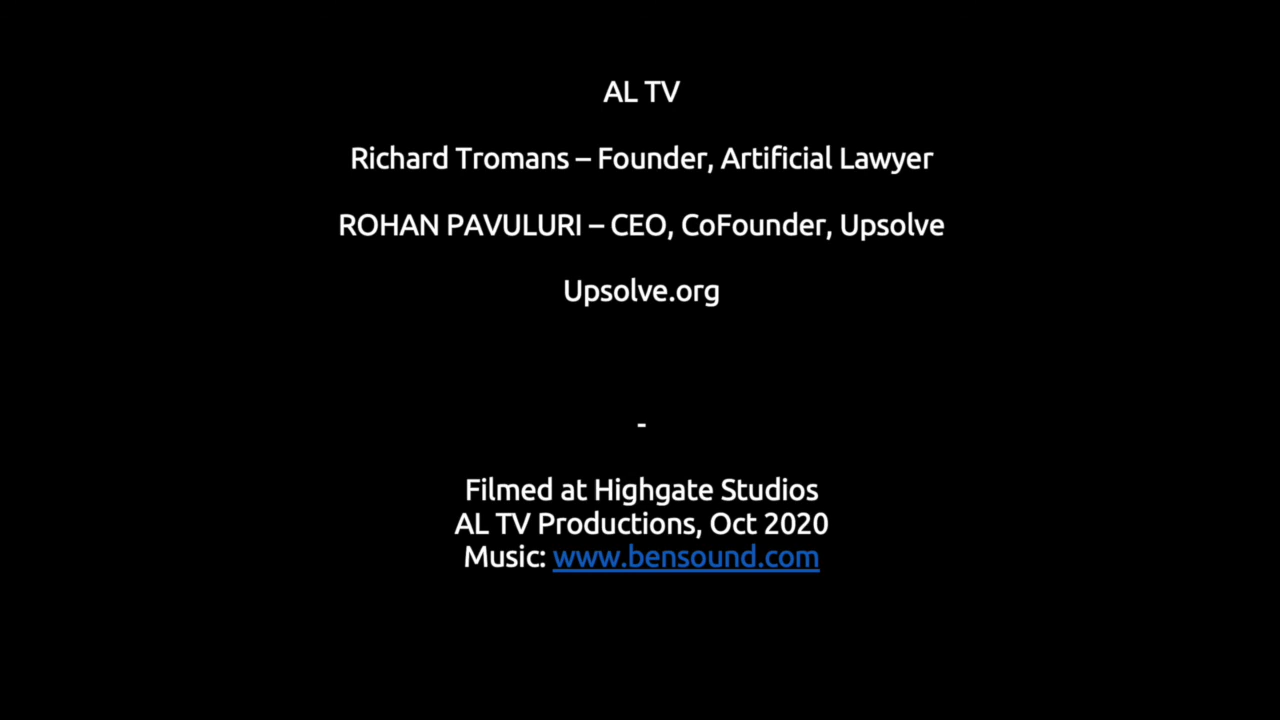 AL TV
Richard Tromans – Founder, Artificial Lawyer
ROHAN PAVULURI – CEO, CoFounder, Upsolve
Upsolve.org
-
Filmed at Highgate Studios
AL TV Productions, Oct 2020
Music: www.bensound.com